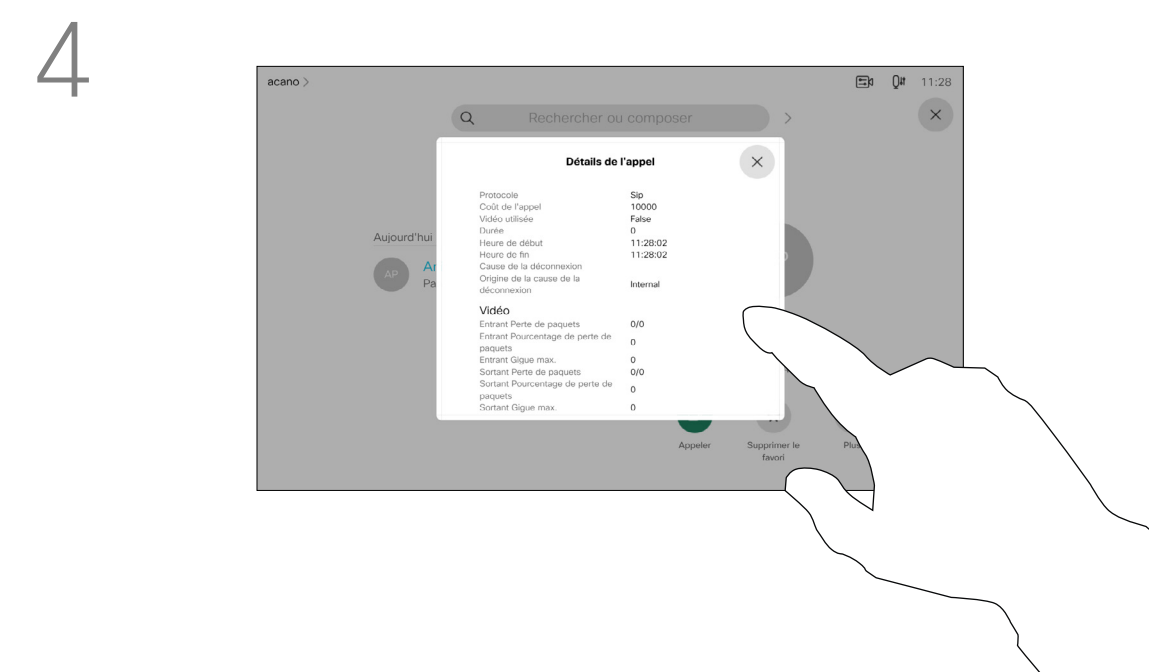 4
acano >
11:28
Rechercher ou composer >
Détails de l'appel
Protocole Sip
Coût de l'appel 10000
Vidéo utilisée False
Durée 0
Heure de début 11:28:02
Heure de fin 11:28:02
Cause de la déconnexion
Origine de la cause de la
déconnexion Internal
Aujourd'hui
AP
Vidéo
Entrant Perte de paquets 0/0
Entrant Pourcentage de perte de
paquets 0
Entrant Gigue max. 0
Sortant Perte de paquets 0/0
Sortant Pourcentage de perte de
paquets 0
Sortant Gigue max. 0
Appeler
Supprimer le
favori
Plus